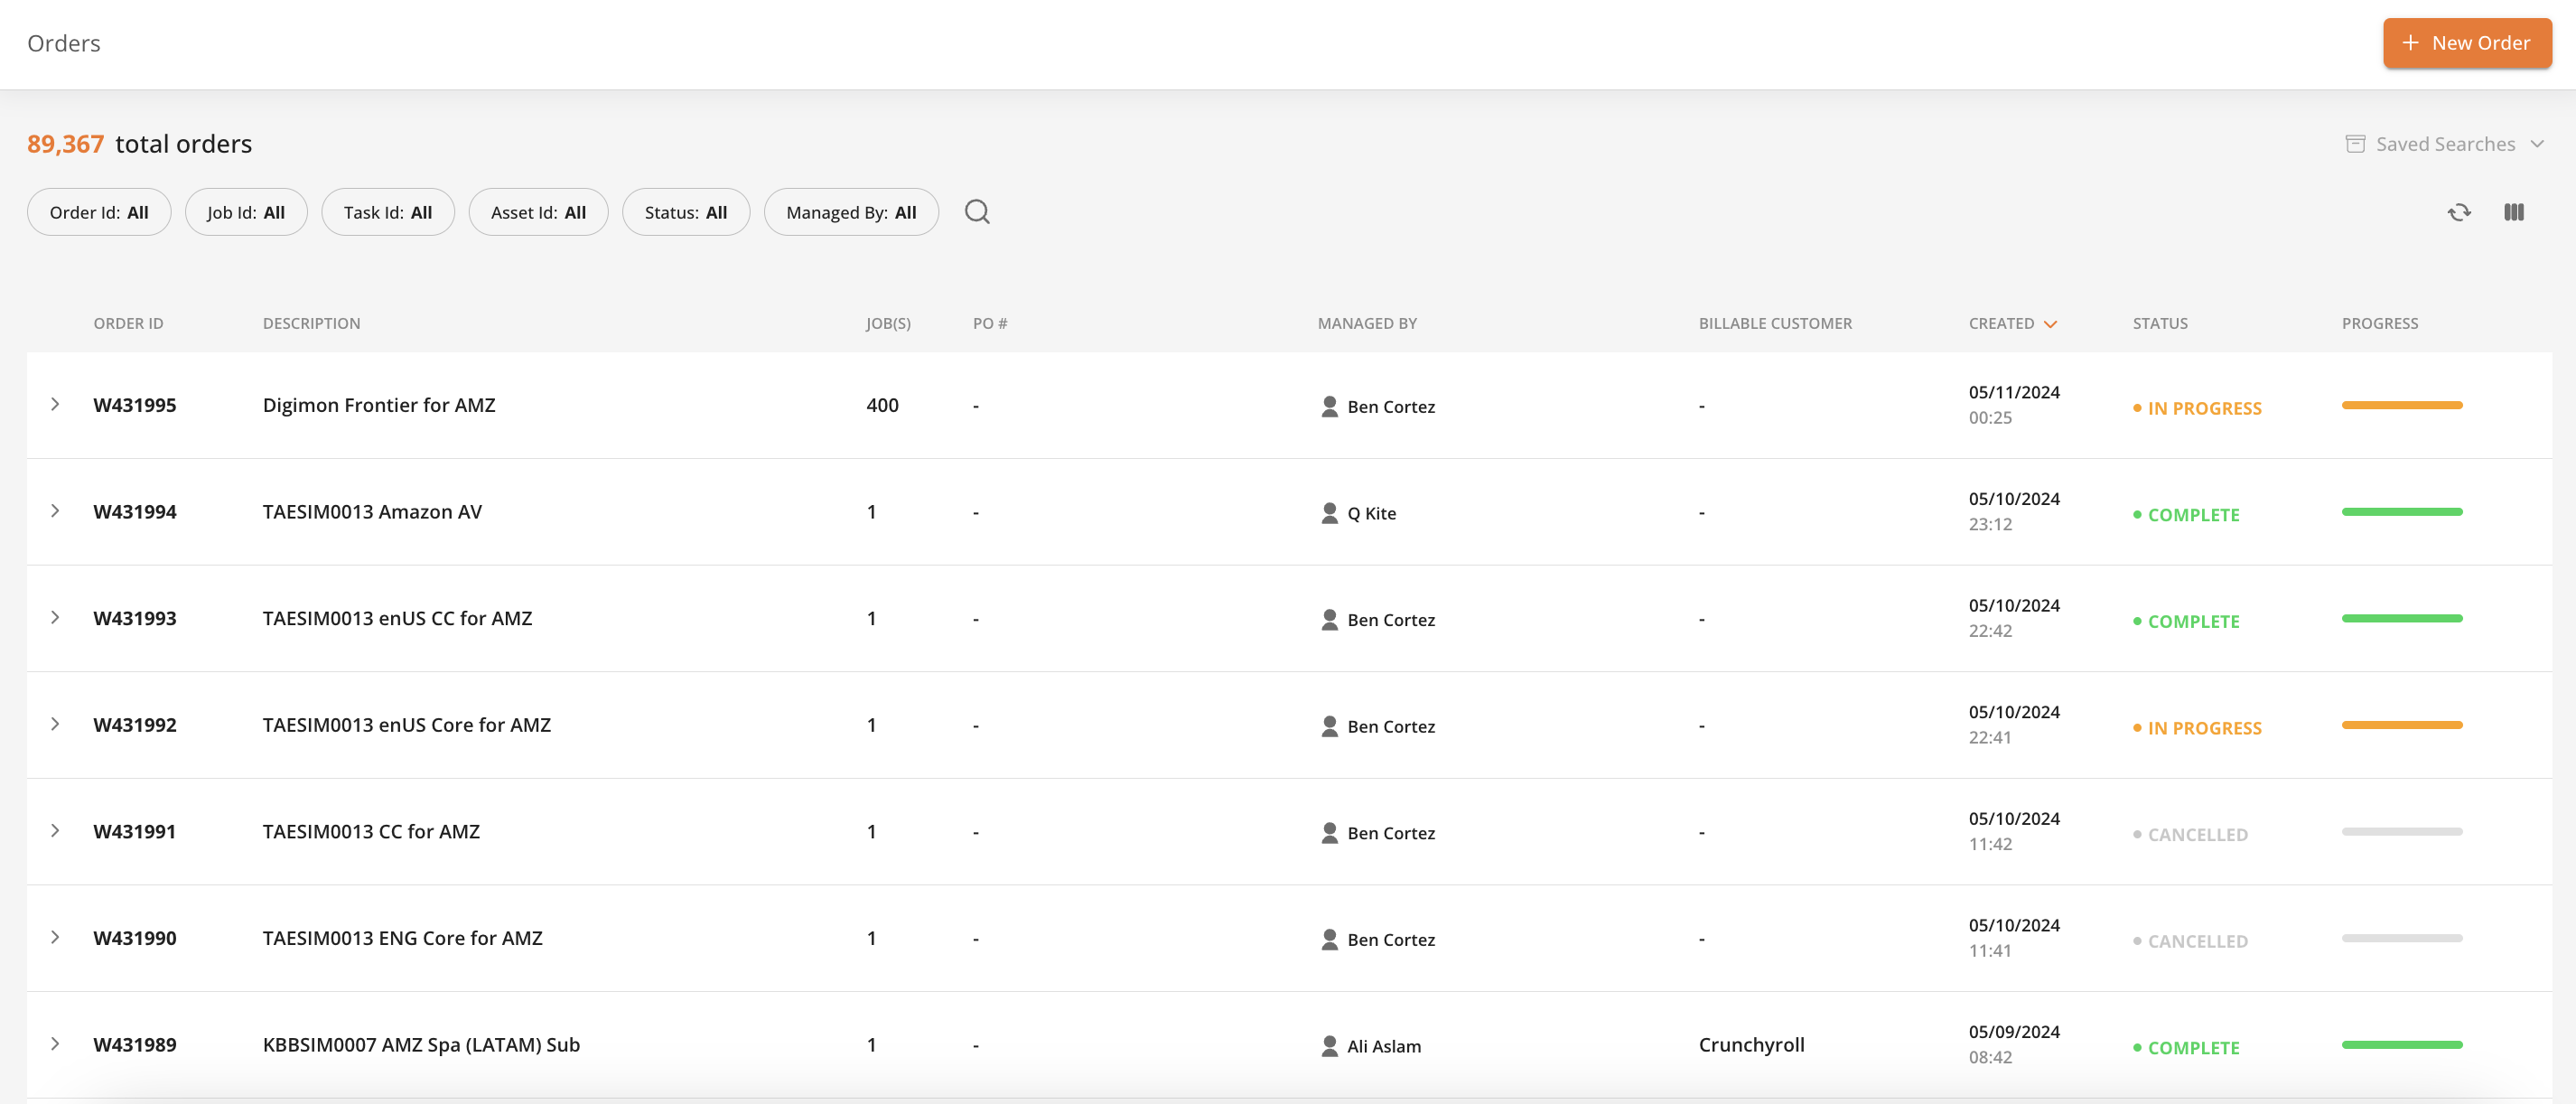 Orders
+ New Order
89,367 total orders
Saved Searches
Order Id: All Job Id: All Task Id: All Asset Id: All Status: All Managed By: All
ORDER ID DESCRIPTION JOB(S) PO # MANAGED BY BILLABLE CUSTOMER CREATED STATUS PROGRESS
W431995 Digimon Frontier for AMZ 400 - Ben Cortez - 05/11/2024 IN PROGRESS
00:25
W431994 TAESIM0013 Amazon AV 1 - Q Kite - 05/10/2024 COMPLETE
23:12
W431993 TAESIM0013 enUS CC for AMZ 1 - Ben Cortez - 05/10/2024 COMPLETE
22:42
W431992 TAESIM0013 enUS Core for AMZ 1 - Ben Cortez - 05/10/2024 IN PROGRESS
22:41
W431991 TAESIM0013 CC for AMZ 1 - Ben Cortez - 05/10/2024 CANCELLED
11:42
W431990 TAESIM0013 ENG Core for AMZ 1 - Ben Cortez - 05/10/2024 CANCELLED
11:41
W431989 KBBSIM0007 AMZ Spa (LATAM) Sub 1 - Ali Aslam Crunchyroll 05/09/2024 COMPLETE
08:42